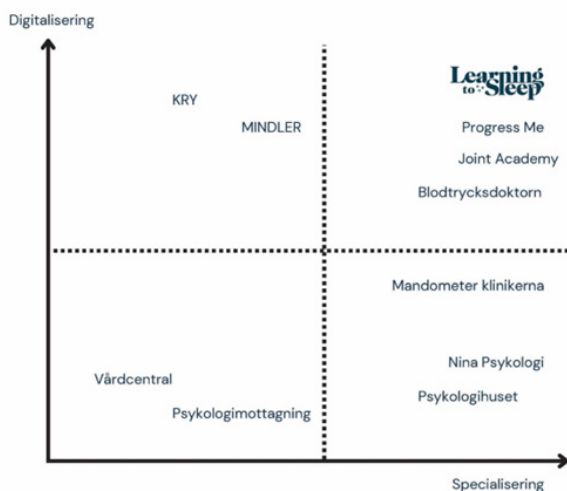 Digitalisering
Learning
to Sleep
KRY
MINDLER
Progress Me
Joint Academy
Blodtrycksdoktorn
Mandometer klinikerna
Nina Psykologi
Vårdcentral
Psykologihuset
Psykologimottagning
Specialisering